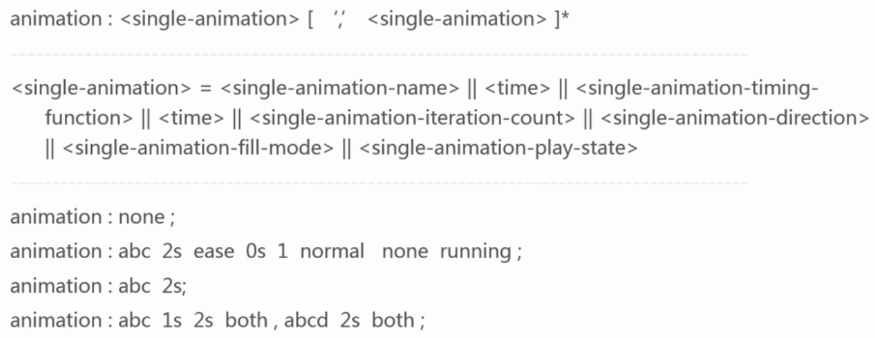 animation : <single-animation> [ ‘,’ <single-animation> ]*
<single-animation> = <single-animation-name> || <time> || <single-animation-timing-
function> || <time> || <single-animation-iteration-count> || <single-animation-direction>
|| <single-animation-fill-mode> || <single-animation-play-state>
animation : none ;
animation : abc 2s ease 0s 1 normal none running ;
animation : abc 2s;
animation : abc 1s 2s both , abcd 2s both ;